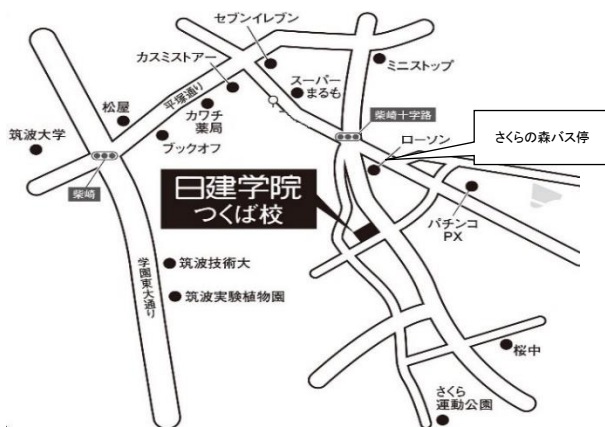 セブンイレブン
カスミストアー
スーパー
まるも
ミニストップ
平塚通り
松屋
カワチ
薬局
柴崎十字路
筑波大学
ブックオフ
ローソン
さくらの森バス停
柴崎
日建学院
つくば校
パチンコ
PX
学園東大通り
筑波技術大
筑波実験植物園
桜中
さくら
運動公園